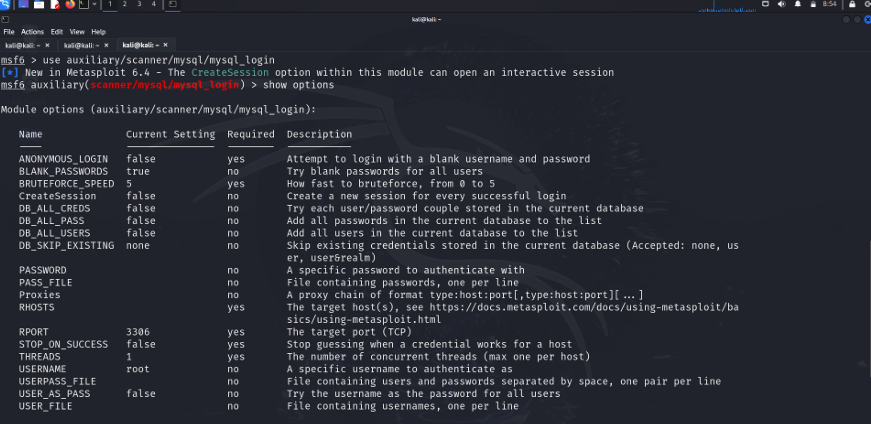 1 2 3 4
8:54
kali@kali: ~
File Actions Edit View Help
kali@kali: ~ × kali@kali: ~ × kali@kali: ~ ×
msf6 > use auxiliary/scanner/mysql/mysql_login
[*] New in Metasploit 6.4 - The CreateSession option within this module can open an interactive session
msf6 auxiliary(scanner/mysql/mysql_login) > show options
Module options (auxiliary/scanner/mysql/mysql_login):
Name Current Setting Required Description
ANONYMOUS_LOGIN false yes Attempt to login with a blank username and password
BLANK_PASSWORDS true no Try blank passwords for all users
BRUTEFORCE_SPEED 5 yes How fast to bruteforce, from 0 to 5
CreateSession false no Create a new session for every successful login
DB_ALL_CREDS false no Try each user/password couple stored in the current database
DB_ALL_PASS false no Add all passwords in the current database to the list
DB_ALL_USERS false no Add all users in the current database to the list
DB_SKIP_EXISTING none no Skip existing credentials stored in the current database (Accepted: none, us
er, user&realm)
PASSWORD no A specific password to authenticate with
PASS_FILE no File containing passwords, one per line
Proxies no A proxy chain of format type:host:port[,type:host:port][...]
RHOSTS yes The target host(s), see https://docs.metasploit.com/docs/using-metasploit/ba
sics/using-metasploit.html
RPORT 3306 yes The target port (TCP)
STOP_ON_SUCCESS false yes Stop guessing when a credential works for a host
THREADS 1 yes The number of concurrent threads (max one per host)
USERNAME root no A specific username to authenticate as
USERPASS_FILE no File containing users and passwords separated by space, one pair per line
USER_AS_PASS false no Try the username as the password for all users
USER_FILE no File containing usernames, one per line